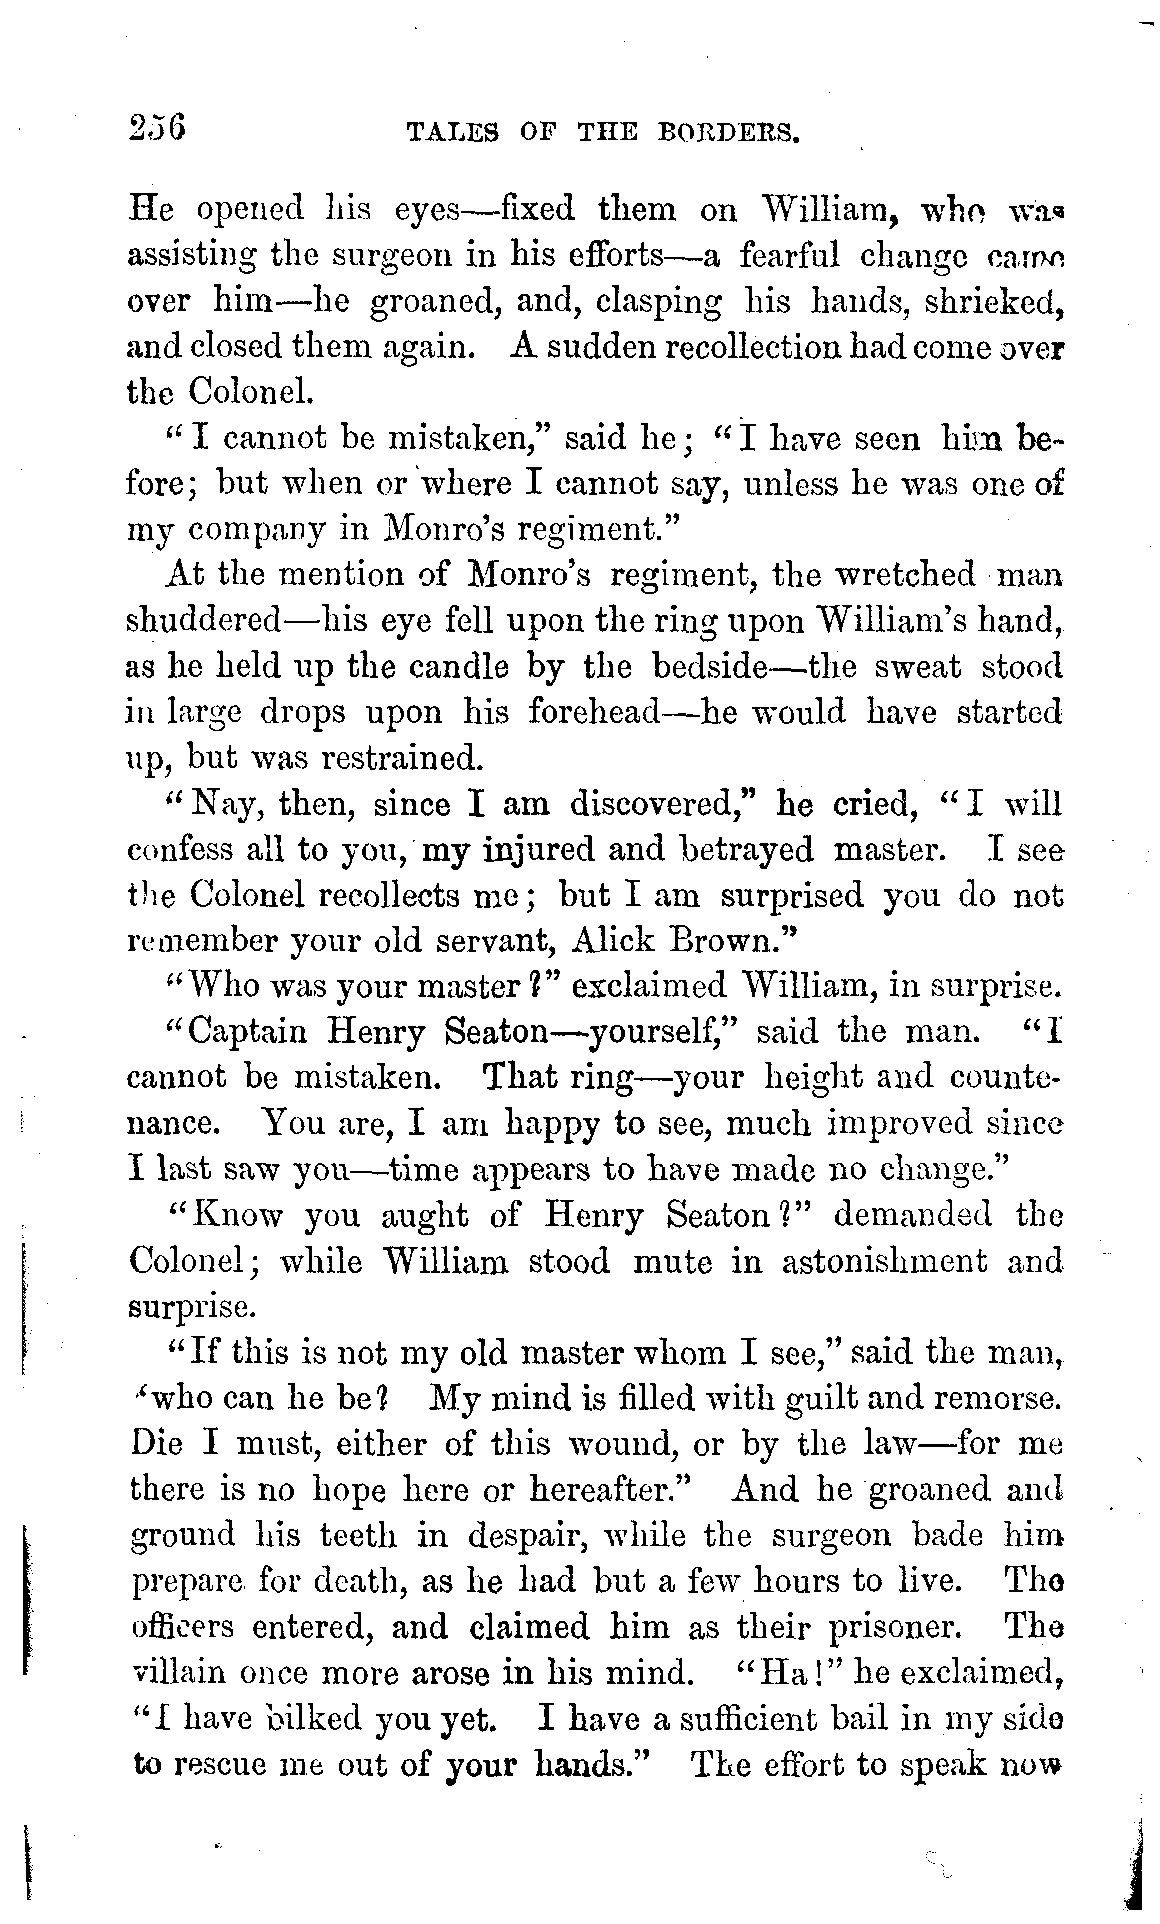 256 TALES OF THE BORDERS.
He opened his eyes—fixed them on William, who was
assisting the surgeon in his efforts—a fearful change came
over him—he groaned, and, clasping his hands, shrieked,
and closed them again. A sudden recollection had come over
the Colonel.
"I cannot be mistaken," said he; "I have seen him be-
fore; but when or where I cannot say, unless he was one of
my company in Monro's regiment."
At the mention of Monro's regiment, the wretched man
shuddered—his eye fell upon the ring upon William's hand,
as he held up the candle by the bedside—the sweat stood
in large drops upon his forehead—he would have started
up, but was restrained.
"Nay, then, since I am discovered," he cried, "I will
confess all to you, my injured and betrayed master. I see
the Colonel recollects me; but I am surprised you do not
remember your old servant, Alick Brown."
"Who was your master?" exclaimed William, in surprise.
"Captain Henry Seaton—yourself," said the man. "I
cannot be mistaken. That ring—your height and counte-
nance. You are, I am happy to see, much improved since
I last saw you—time appears to have made no change."
"Know you aught of Henry Seaton?" demanded the
Colonel; while William stood mute in astonishment and
surprise.
"If this is not my old master whom I see," said the man,
"who can he be? My mind is filled with guilt and remorse.
Die I must, either of this wound, or by the law—for me
there is no hope here or hereafter." And he groaned and
ground his teeth in despair, while the surgeon bade him
prepare for death, as he had but a few hours to live. The
officers entered, and claimed him as their prisoner. The
villain once more arose in his mind. "Ha!" he exclaimed,
"I have bilked you yet. I have a sufficient bail in my side
to rescue me out of your hands." The effort to speak now